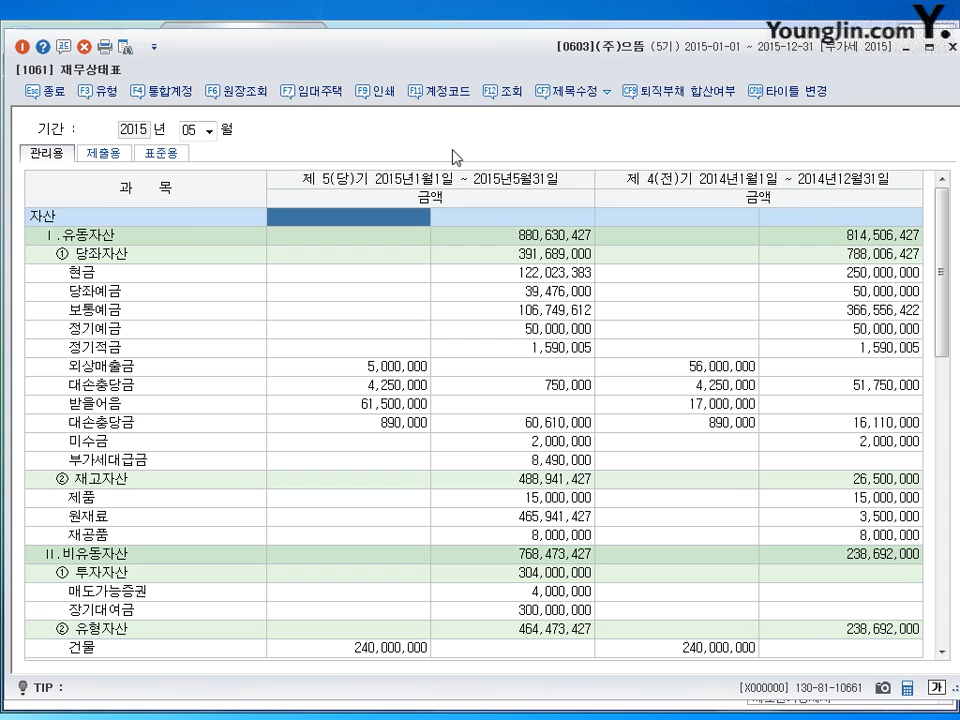 YoungJin.com Y.
[0603](주)으뜸 (5기) 2015-01-01 ~ 2015-12-31 [부가세 2015]
[1061] 재무상태표
Esc 종료 F3 유형 F4 통합계정 F6 원장조회 F7 임대주택 F9 인쇄 F11 계정코드 F12 조회 CF7 제목수정 CF9 퇴직부채 합산여부 CF10 타이틀 변경
기간 : 2015 년 05 월
관리용 제출용 표준용
과 목 제 5(당)기 2015년1월1일 ~ 2015년5월31일 제 4(전)기 2014년1월1일 ~ 2014년12월31일
금액 금액
자산
Ⅰ.유동자산 880,630,427 814,506,427
① 당좌자산 391,689,000 788,006,427
현금 122,023,383 250,000,000
당좌예금 39,476,000 50,000,000
보통예금 106,749,612 366,556,422
정기예금 50,000,000 50,000,000
정기적금 1,590,005 1,590,005
외상매출금 5,000,000 56,000,000
대손충당금 4,250,000 750,000 4,250,000 51,750,000
받을어음 61,500,000 17,000,000
대손충당금 890,000 60,610,000 890,000 16,110,000
미수금 2,000,000 2,000,000
부가세대급금 8,490,000
② 재고자산 488,941,427 26,500,000
제품 15,000,000 15,000,000
원재료 465,941,427 3,500,000
재공품 8,000,000 8,000,000
Ⅱ.비유동자산 768,473,427 238,692,000
① 투자자산 304,000,000
매도가능증권 4,000,000
장기대여금 300,000,000
② 유형자산 464,473,427 238,692,000
건물 240,000,000 240,000,000
TIP : [X000000] 130-81-10661 가